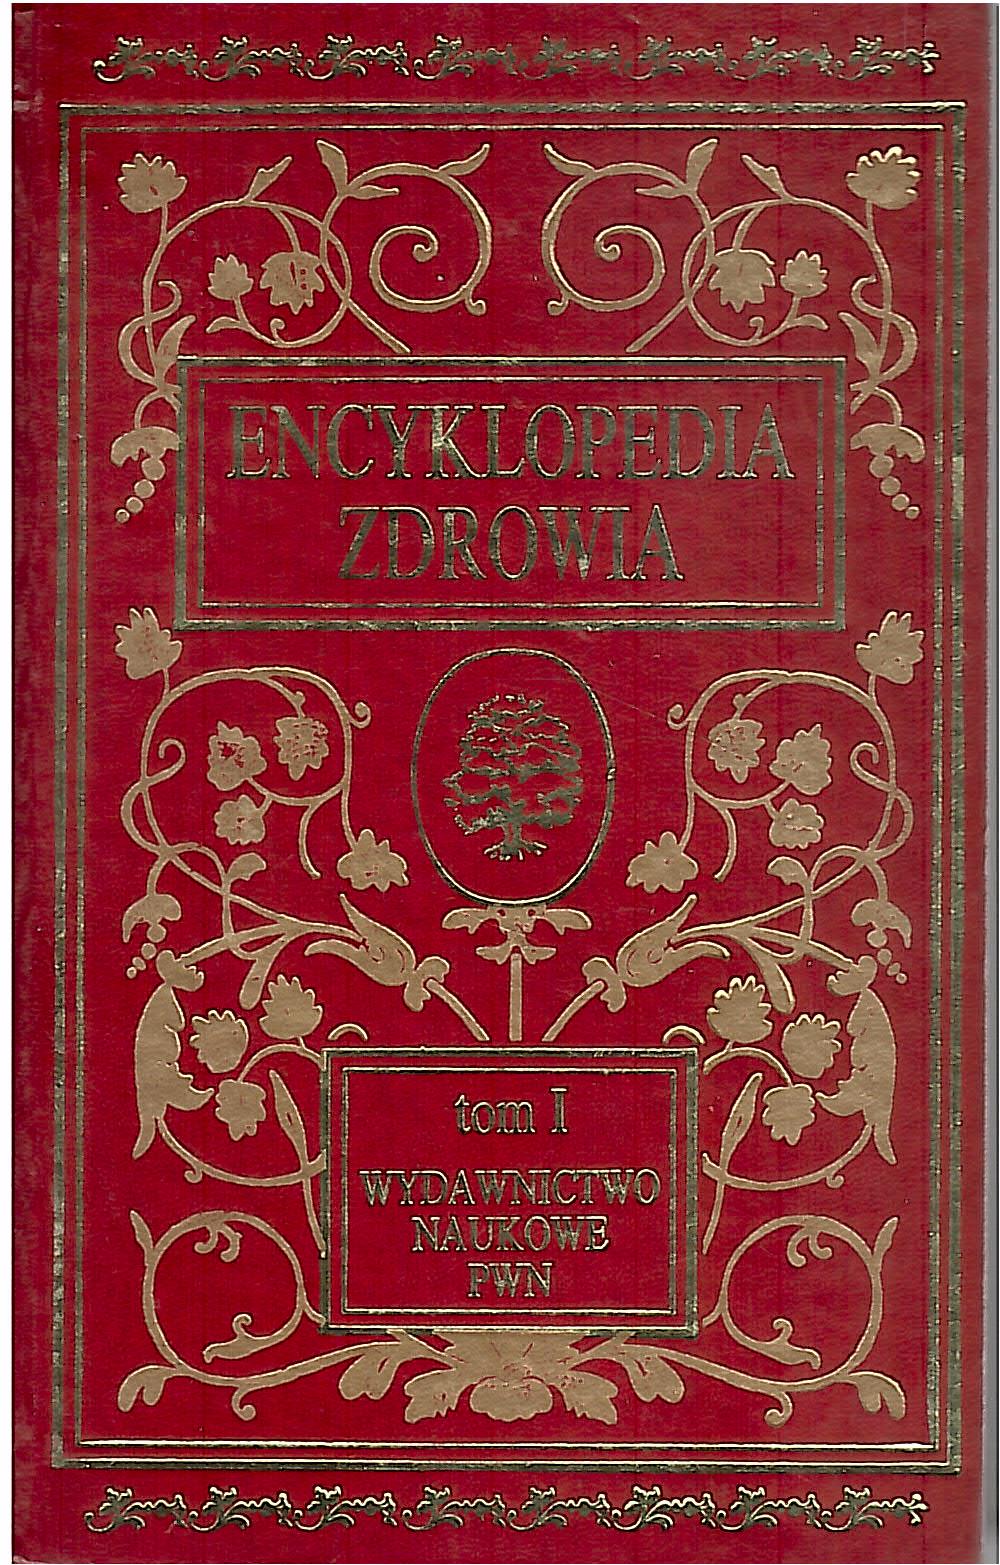 ENCYKLOPEDIA
ZDROWIA
tom I
WYDAWNICTWO
NAUKOWE
PWN